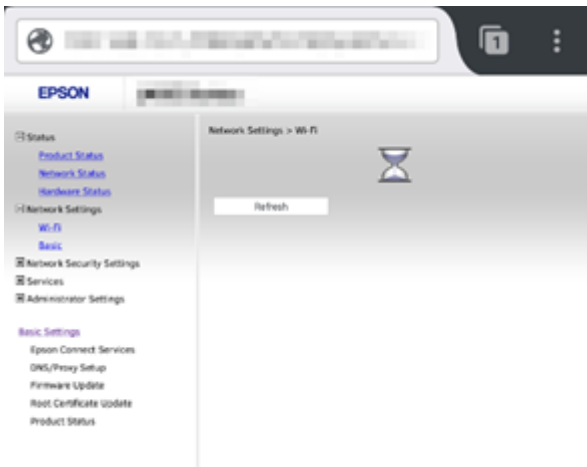 1
EPSON
Status
Product Status
Network Status
Hardware Status
Network Settings
Wi-Fi
Basic
Network Security Settings
Services
Administrator Settings
Basic Settings
Epson Connect Services
DNS/Proxy Setup
Firmware Update
Root Certificate Update
Product Status
Network Settings > Wi-Fi
Refresh